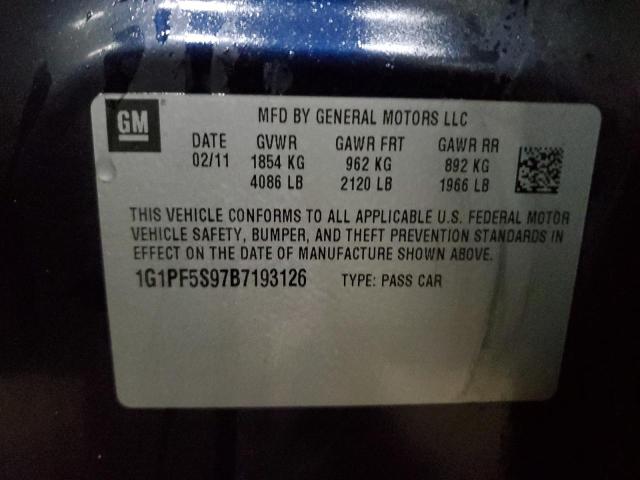 GM
MFD BY GENERAL MOTORS LLC
DATE GVWR GAWR FRT GAWR RR
02/11 1854 KG 962 KG 892 KG
4086 LB 2120 LB 1966 LB
THIS VEHICLE CONFORMS TO ALL APPLICABLE U.S. FEDERAL MOTOR
VEHICLE SAFETY, BUMPER, AND THEFT PREVENTION STANDARDS IN
EFFECT ON THE DATE OF MANUFACTURE SHOWN ABOVE.
1G1PF5S97B7193126 TYPE: PASS CAR